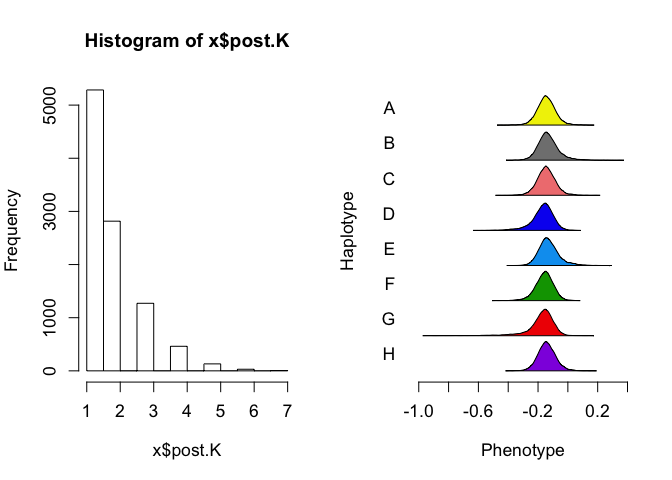 Histogram of x$post.K
Frequency
0
1000
3000
5000
1 2 3 4 5 6 7
x$post.K
Haplotype
A
B
C
D
E
F
G
H
-1.0 -0.6 -0.2 0.2
Phenotype